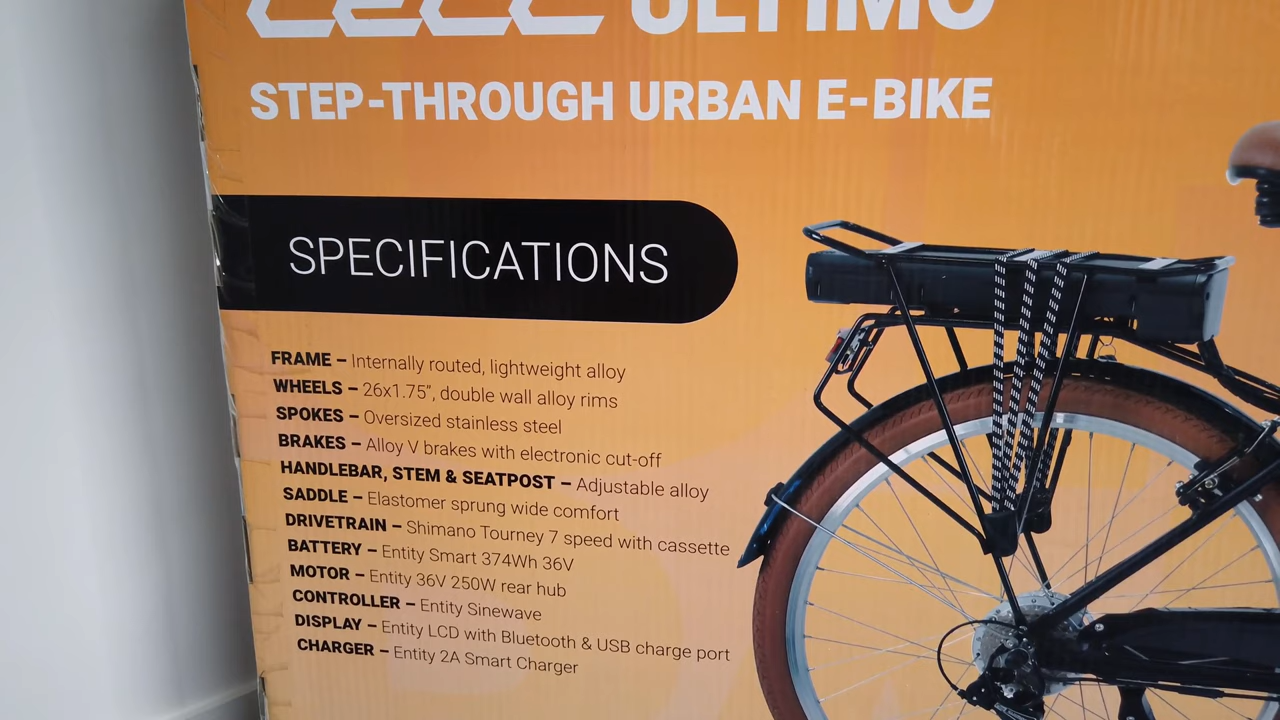 ULTIMO
STEP-THROUGH URBAN E-BIKE
SPECIFICATIONS
FRAME – Internally routed, lightweight alloy
WHEELS – 26x1.75”, double wall alloy rims
SPOKES – Oversized stainless steel
BRAKES – Alloy V brakes with electronic cut-off
HANDLEBAR, STEM & SEATPOST – Adjustable alloy
SADDLE – Elastomer sprung wide comfort
DRIVETRAIN – Shimano Tourney 7 speed with cassette
BATTERY – Entity Smart 374Wh 36V
MOTOR – Entity 36V 250W rear hub
CONTROLLER – Entity Sinewave
DISPLAY – Entity LCD with Bluetooth & USB charge port
CHARGER – Entity 2A Smart Charger